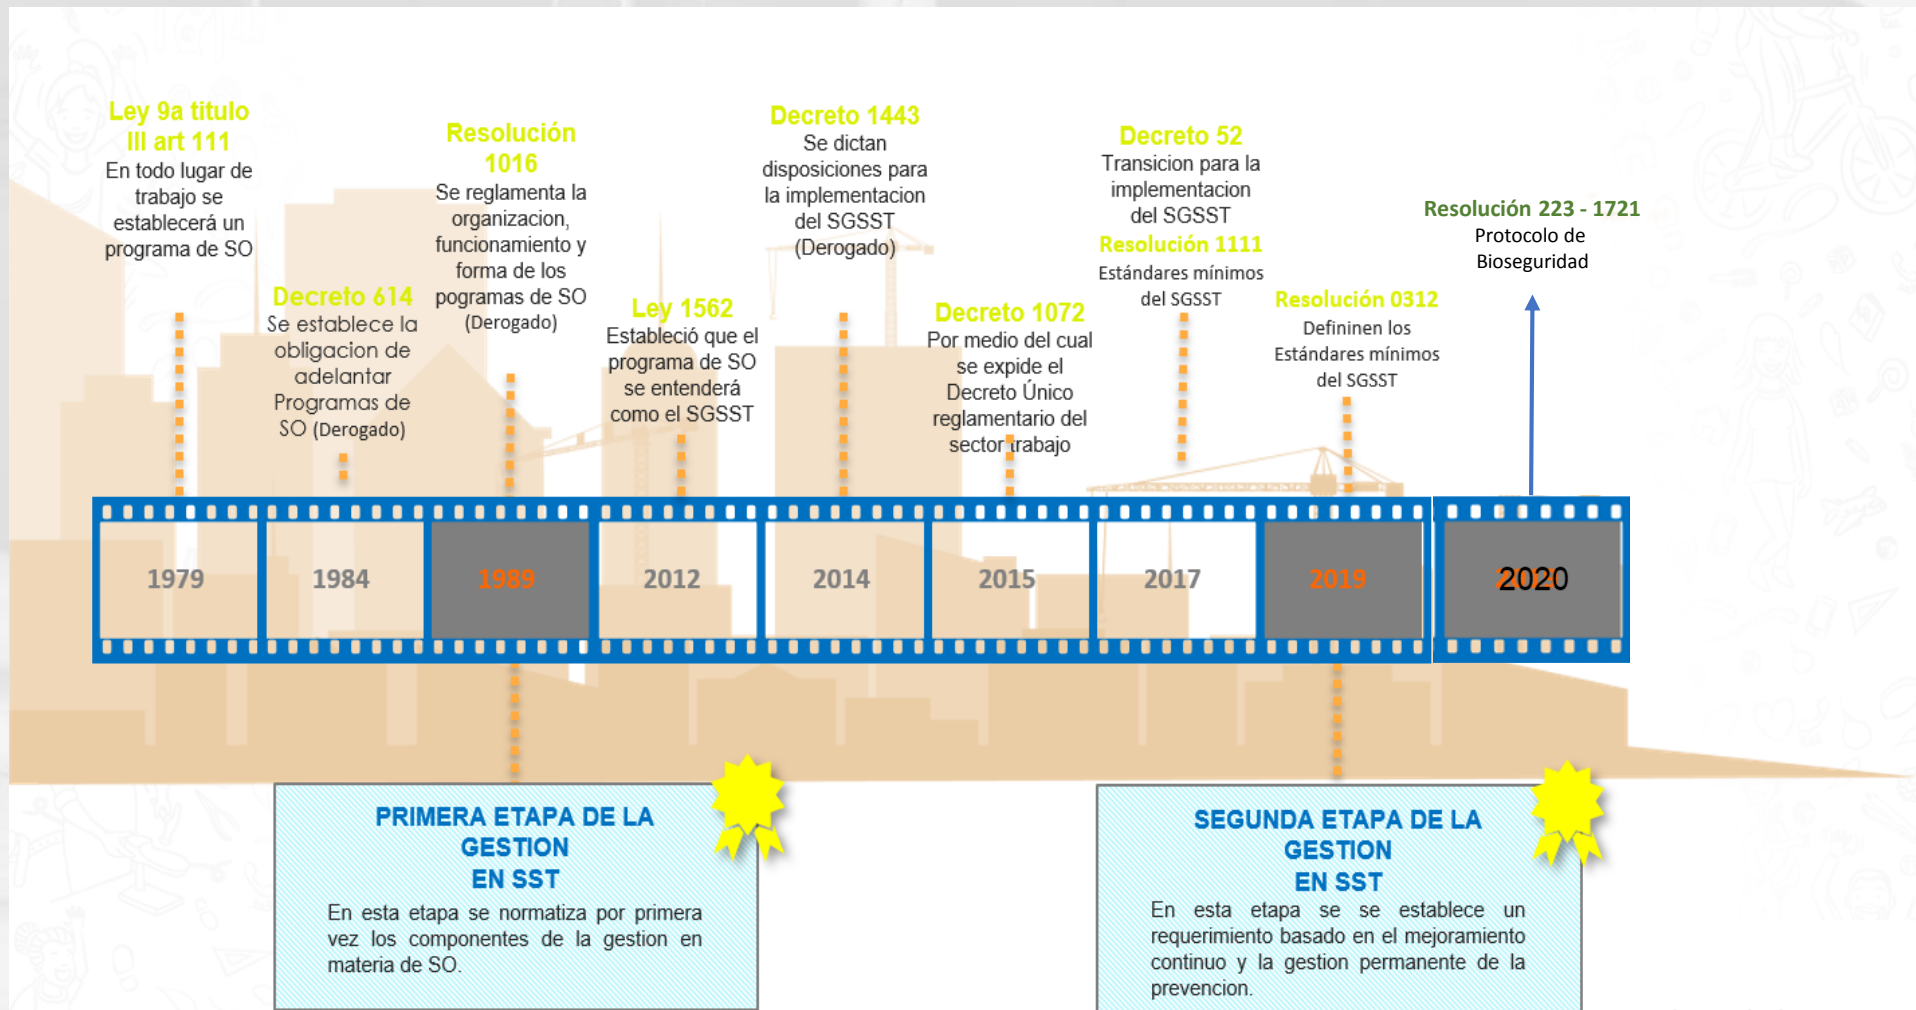 Ley 9a titulo
III art 111
En todo lugar de
trabajo se
establecerá un
programa de SO
Decreto 614
Se establece la
obligacion de
adelantar
Programas de
SO (Derogado)
Resolución
1016
Se reglamenta la
organizacion,
funcionamiento y
forma de los
pogramas de SO
(Derogado)
Ley 1562
Estableció que el
programa de SO
se entenderá
como el SGSST
Decreto 1443
Se dictan
disposiciones para
la implementacion
del SGSST
(Derogado)
Decreto 1072
Por medio del cual
se expide el
Decreto Único
reglamentario del
sector trabajo
Decreto 52
Transicion para la
implementacion
del SGSST
Resolución 1111
Estándares mínimos
del SGSST
Resolución 0312
Defininen los
Estándares mínimos
del SGSST
Resolución 223 - 1721
Protocolo de
Bioseguridad
1979
1984
1989
2012
2014
2015
2017
2019
2020
PRIMERA ETAPA DE LA
GESTION
EN SST
En esta etapa se normatiza por primera
vez los componentes de la gestion en
materia de SO.
SEGUNDA ETAPA DE LA
GESTION
EN SST
En esta etapa se se establece un
requerimiento basado en el mejoramiento
continuo y la gestion permanente de la
prevencion.